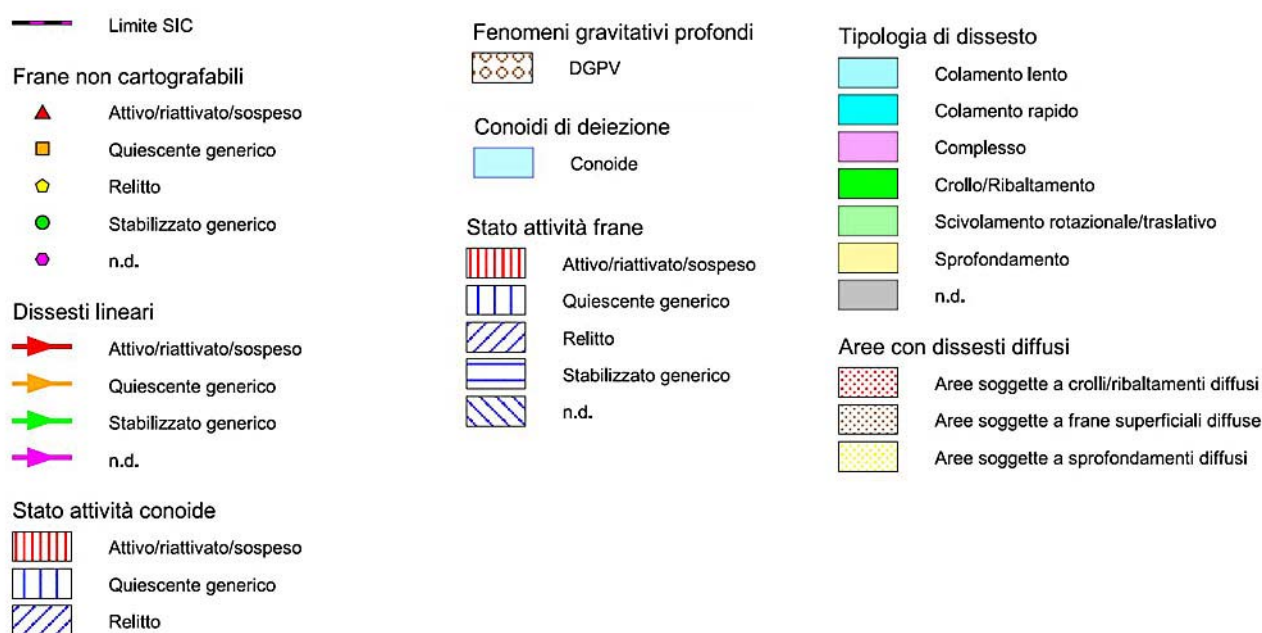 Limite SIC
Frane non cartografabili
Attivo/riattivato/sospeso
Quiescente generico
Relitto
Stabilizzato generico
n.d.
Dissesti lineari
Attivo/riattivato/sospeso
Quiescente generico
Stabilizzato generico
n.d.
Stato attività conoide
Attivo/riattivato/sospeso
Quiescente generico
Relitto
Fenomeni gravitativi profondi
DGPV
Conoidi di deiezione
Conoide
Stato attività frane
Attivo/riattivato/sospeso
Quiescente generico
Relitto
Stabilizzato generico
n.d.
Tipologia di dissesto
Colamento lento
Colamento rapido
Complesso
Crollo/Ribaltamento
Scivolamento rotazionale/traslativo
Sprofondamento
n.d.
Aree con dissesti diffusi
Aree soggette a crolli/ribaltamenti diffusi
Aree soggette a frane superficiali diffuse
Aree soggette a sprofondamenti diffusi